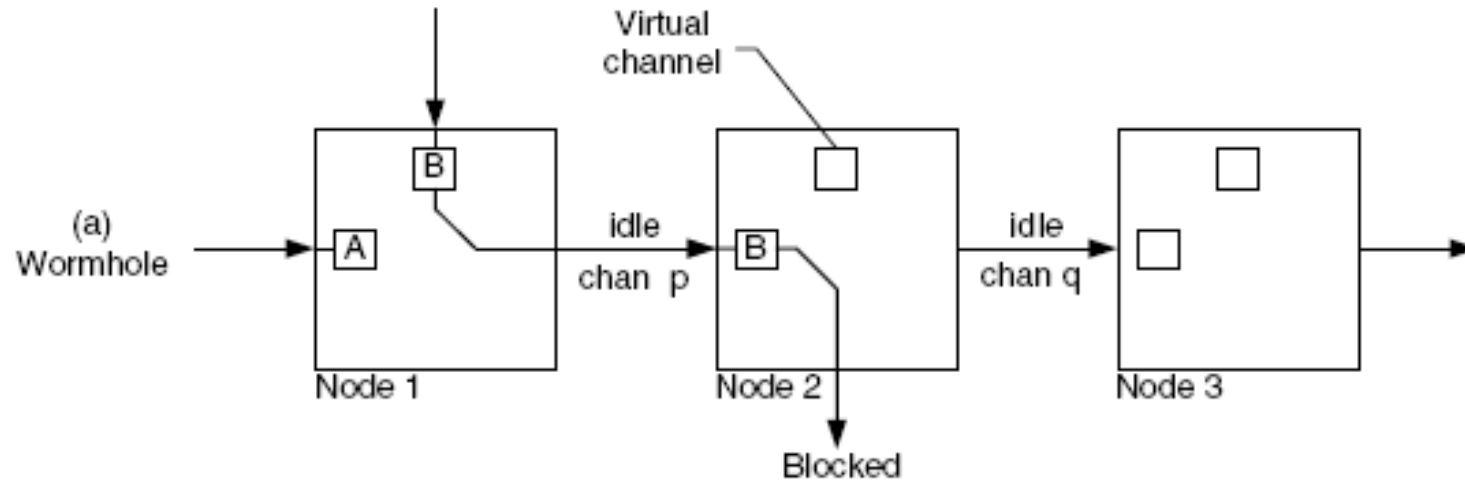 Virtual
channel
B
(a)
Wormhole
A
idle
chan p
B
idle
chan q
Node 1
Node 2
Node 3
Blocked